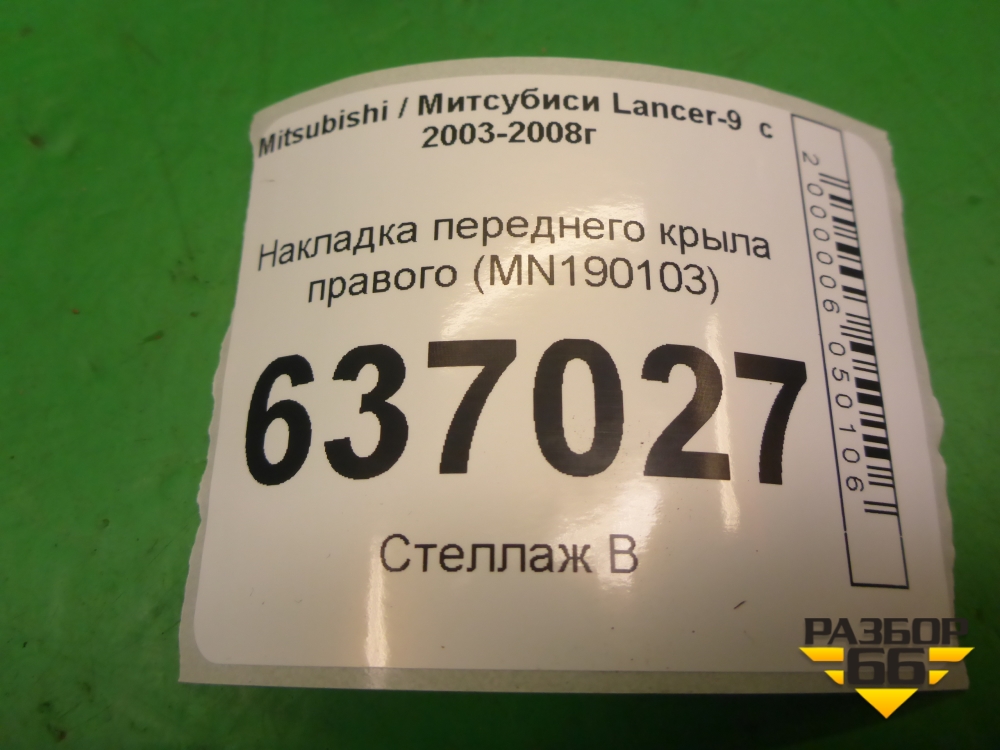 Mitsubishi / Митсубиси Lancer-9 с
2003-2008г
Накладка переднего крыла
правого (MN190103)
637027
Стеллаж В
2000006050106
РАЗБОР
66